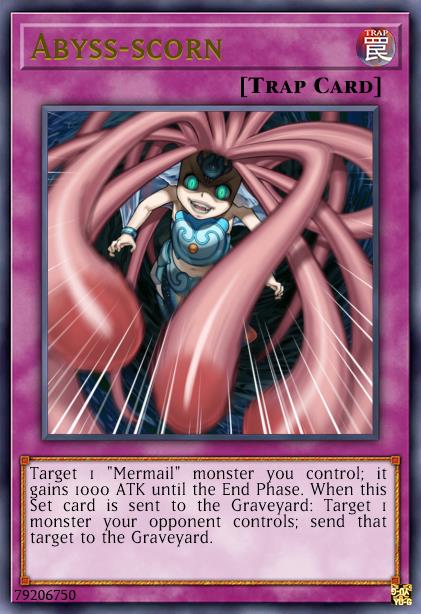 Abyss-scorn
TRAP
罠
[Trap Card]
Target 1 "Mermail" monster you control; it
gains 1000 ATK until the End Phase. When this
Set card is sent to the Graveyard: Target 1
monster your opponent controls; send that
target to the Graveyard.
79206750